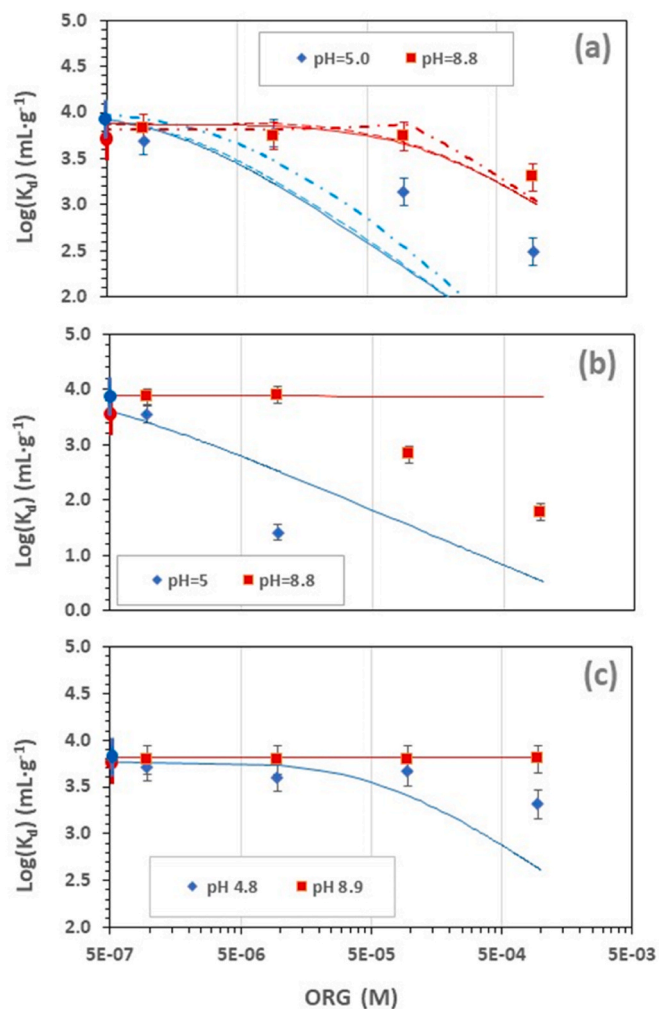 (a)
pH=5.0 pH=8.8
5.0
4.5
4.0
3.5
3.0
2.5
2.0
Log(Kd) (mL·g-1)
(b)
5.0
4.0
3.0
2.0
1.0
0.0
Log(Kd) (mL·g-1)
pH=5 pH=8.8
(c)
5.0
4.5
4.0
3.5
3.0
2.5
2.0
Log(Kd) (mL·g-1)
pH 4.8 pH 8.9
5E-07 5E-06 5E-05 5E-04 5E-03
ORG (M)